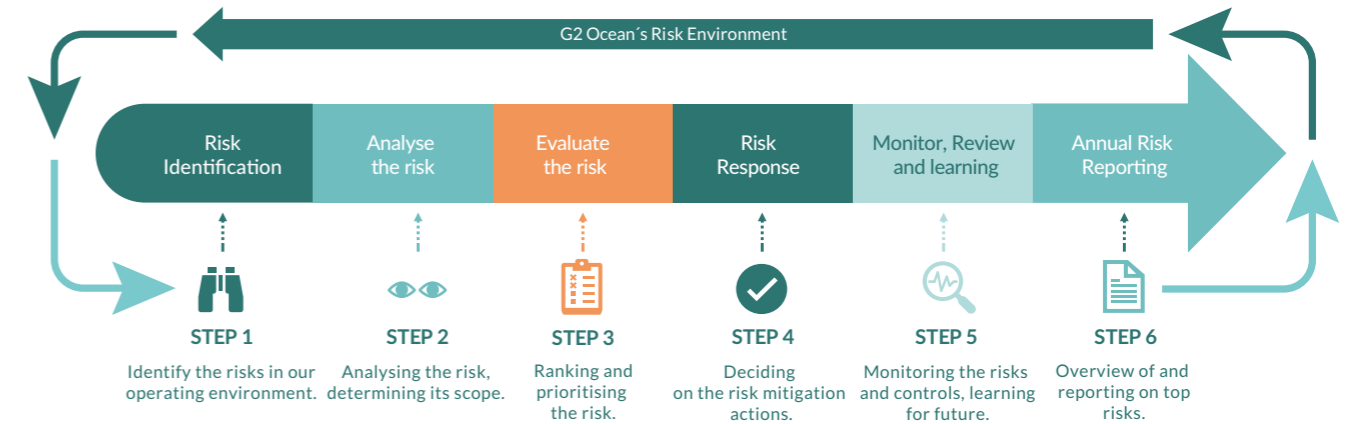 G2 Ocean´s Risk Environment
Risk
Identification
Analyse
the risk
Evaluate
the risk
Risk
Response
Monitor, Review
and learning
Annual Risk
Reporting
STEP 1
Identify the risks in our
operating environment.
STEP 2
Analysing the risk,
determining its scope.
STEP 3
Ranking and
prioritising
the risk.
STEP 4
Deciding
on the risk mitigation
actions.
STEP 5
Monitoring the risks
and controls, learning
for future.
STEP 6
Overview of and
reporting on top
risks.